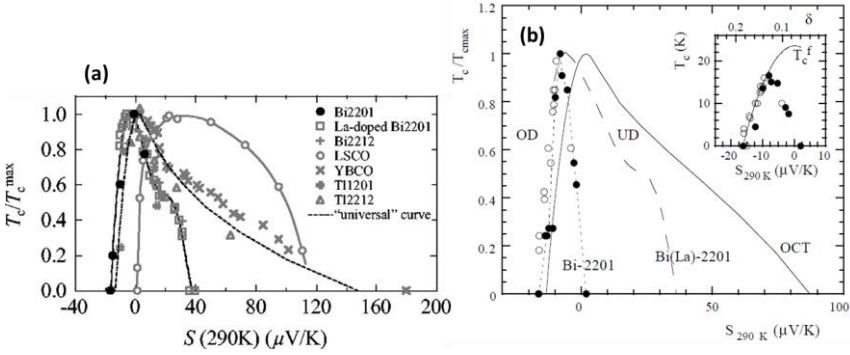 (a)
T_c/T_c^max
1.0
0.8
0.6
0.4
0.2
0.0
-40
0
40
80
120
160
200
S (290K) (μV/K)
Bi2201
La-doped Bi2201
Bi2212
LSCO
YBCO
Tl1201
Tl2212
"universal" curve
(b)
T_c/T_cmax
1
0.8
0.6
0.4
0.2
0
0
50
100
S_290 K (μV/K)
OD
UD
Bi-2201
Bi(La)-2201
OCT
0.2
0.1
δ
T_c (K)
20
10
0
-20
-10
0
10
S_290 K (μV/K)
T_c^f